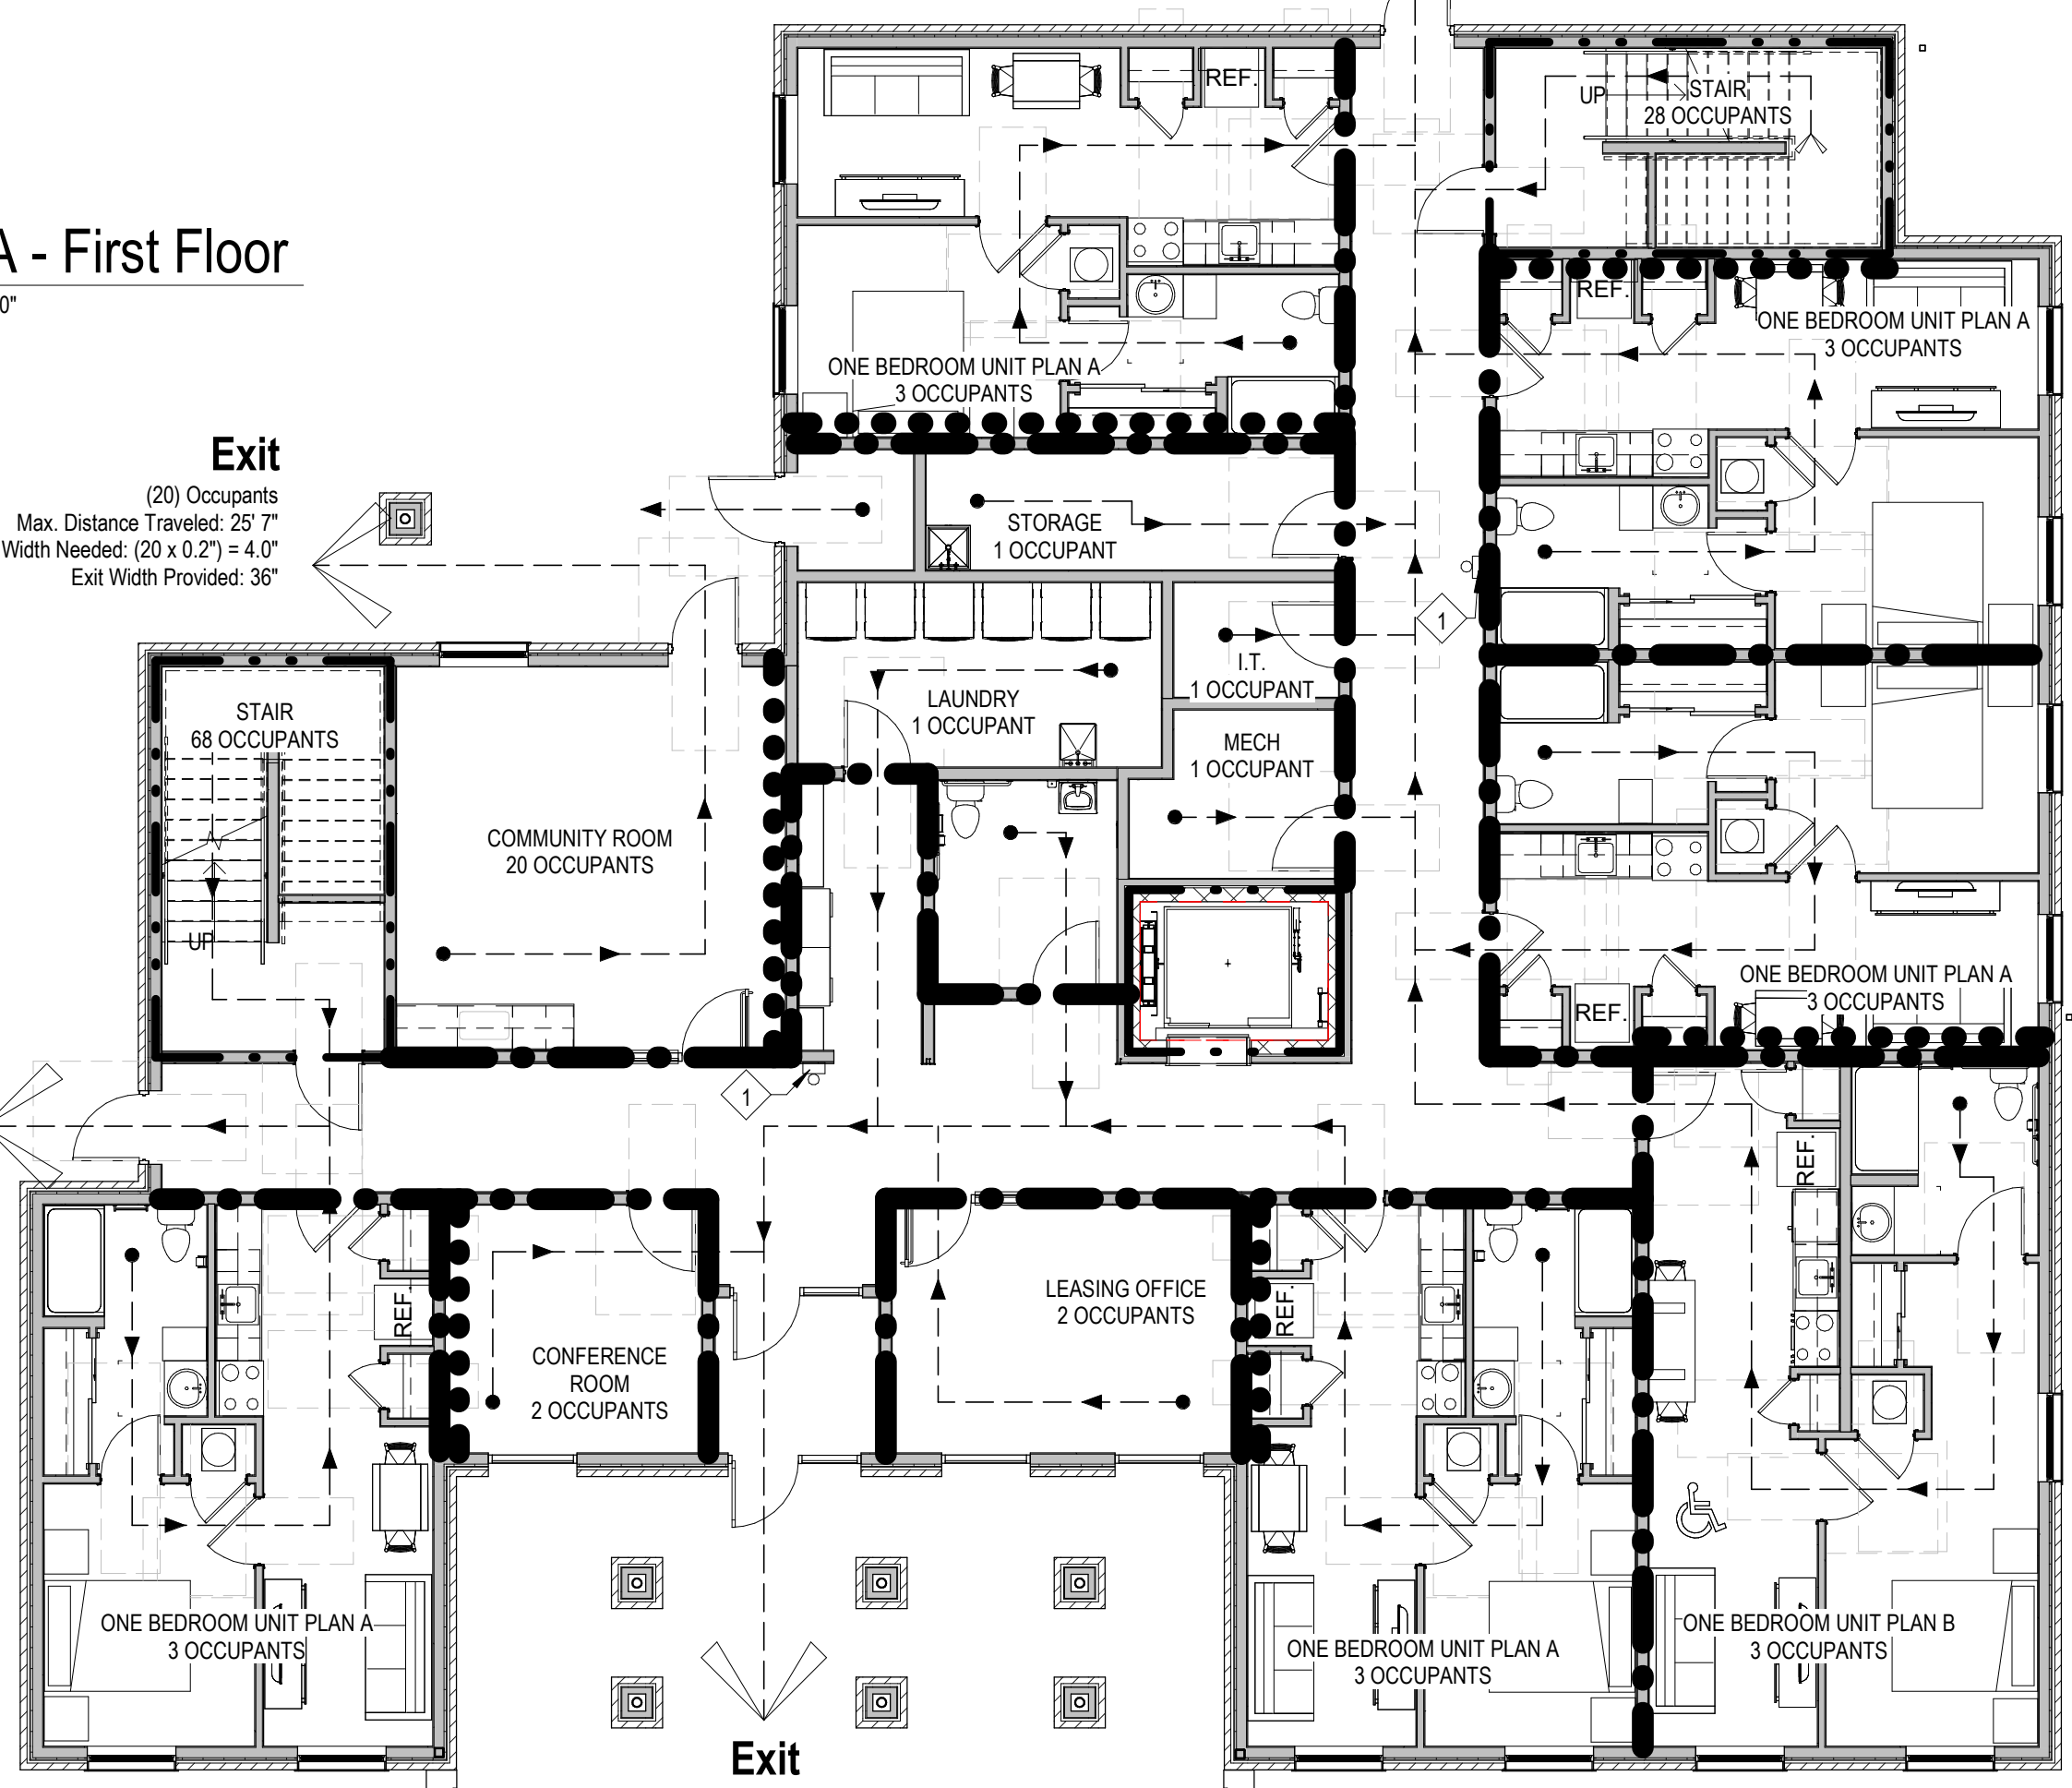 A - First Floor
0"
Exit
(20) Occupants
Max. Distance Traveled: 25' 7"
Width Needed: (20 x 0.2") = 4.0"
Exit Width Provided: 36"
REF.
UP
STAIR
28 OCCUPANTS
ONE BEDROOM UNIT PLAN A
3 OCCUPANTS
REF.
ONE BEDROOM UNIT PLAN A
3 OCCUPANTS
STORAGE
1 OCCUPANT
1
I.T.
1 OCCUPANT
LAUNDRY
1 OCCUPANT
MECH
1 OCCUPANT
STAIR
68 OCCUPANTS
UP
COMMUNITY ROOM
20 OCCUPANTS
ONE BEDROOM UNIT PLAN A
3 OCCUPANTS
REF.
1
REF.
REF.
REF.
LEASING OFFICE
2 OCCUPANTS
CONFERENCE
ROOM
2 OCCUPANTS
ONE BEDROOM UNIT PLAN A
3 OCCUPANTS
ONE BEDROOM UNIT PLAN A
3 OCCUPANTS
ONE BEDROOM UNIT PLAN B
3 OCCUPANTS
Exit